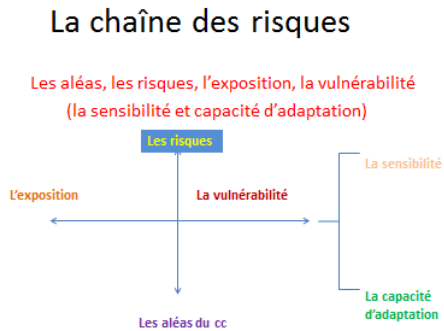 La chaîne des risques
Les aléas, les risques, l'exposition, la vulnérabilité
(la sensibilité et capacité d'adaptation)
Les risques
La sensibilité
L'exposition
La vulnérabilité
La capacité
d'adaptation
Les aléas du cc